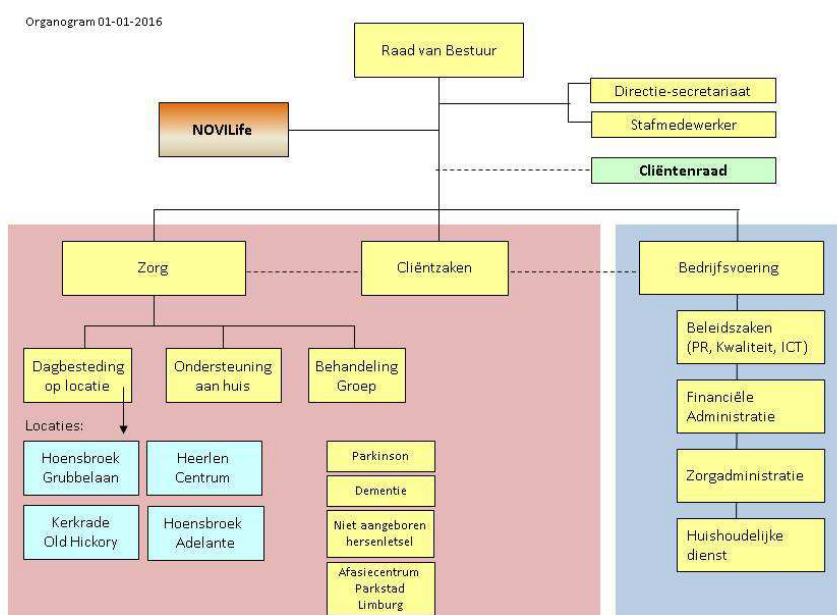 Organogram 01-01-2016
Raad van Bestuur
Directie-secretariaat
NOVILife
Stafmedewerker
Cliëntenraad
Zorg
Cliëntzaken
Bedrijfsvoering
Beleidszaken
(PR, Kwaliteit, ICT)
Dagbesteding
op locatie
Ondersteuning
aan huis
Behandeling
Groep
Financiële
Administratie
Locaties:
Hoensbroek
Grubbelaan
Heerlen
Centrum
Parkinson
Zorgadministratie
Dementie
Kerkrade
Old Hickory
Hoensbroek
Adelante
Niet aangeboren
hersenletsel
Huishoudelijke
dienst
Afasiecentrum
Parkstad
Limburg